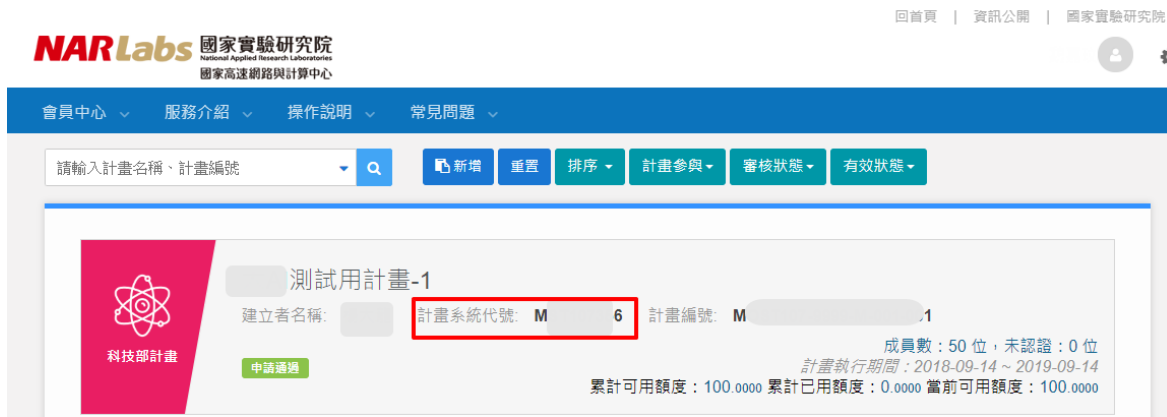 回首頁 | 資訊公開 | 國家實驗研究院
NARLabs 國家實驗研究院
National Applied Research Laboratories
國家高速網路與計算中心
會員中心 服務介紹 操作說明 常見問題
請輸入計畫名稱、計畫編號 新增 重置 排序 計畫參與 審核狀態 有效狀態
測試用計畫-1
建立者名稱: 計畫系統代號: M 6 計畫編號: M 1
科技部計畫
申請通過
成員數:50 位,未認證:0 位
計畫執行期間:2018-09-14 ~ 2019-09-14
累計可用額度:100.0000 累計已用額度:0.0000 當前可用額度:100.0000